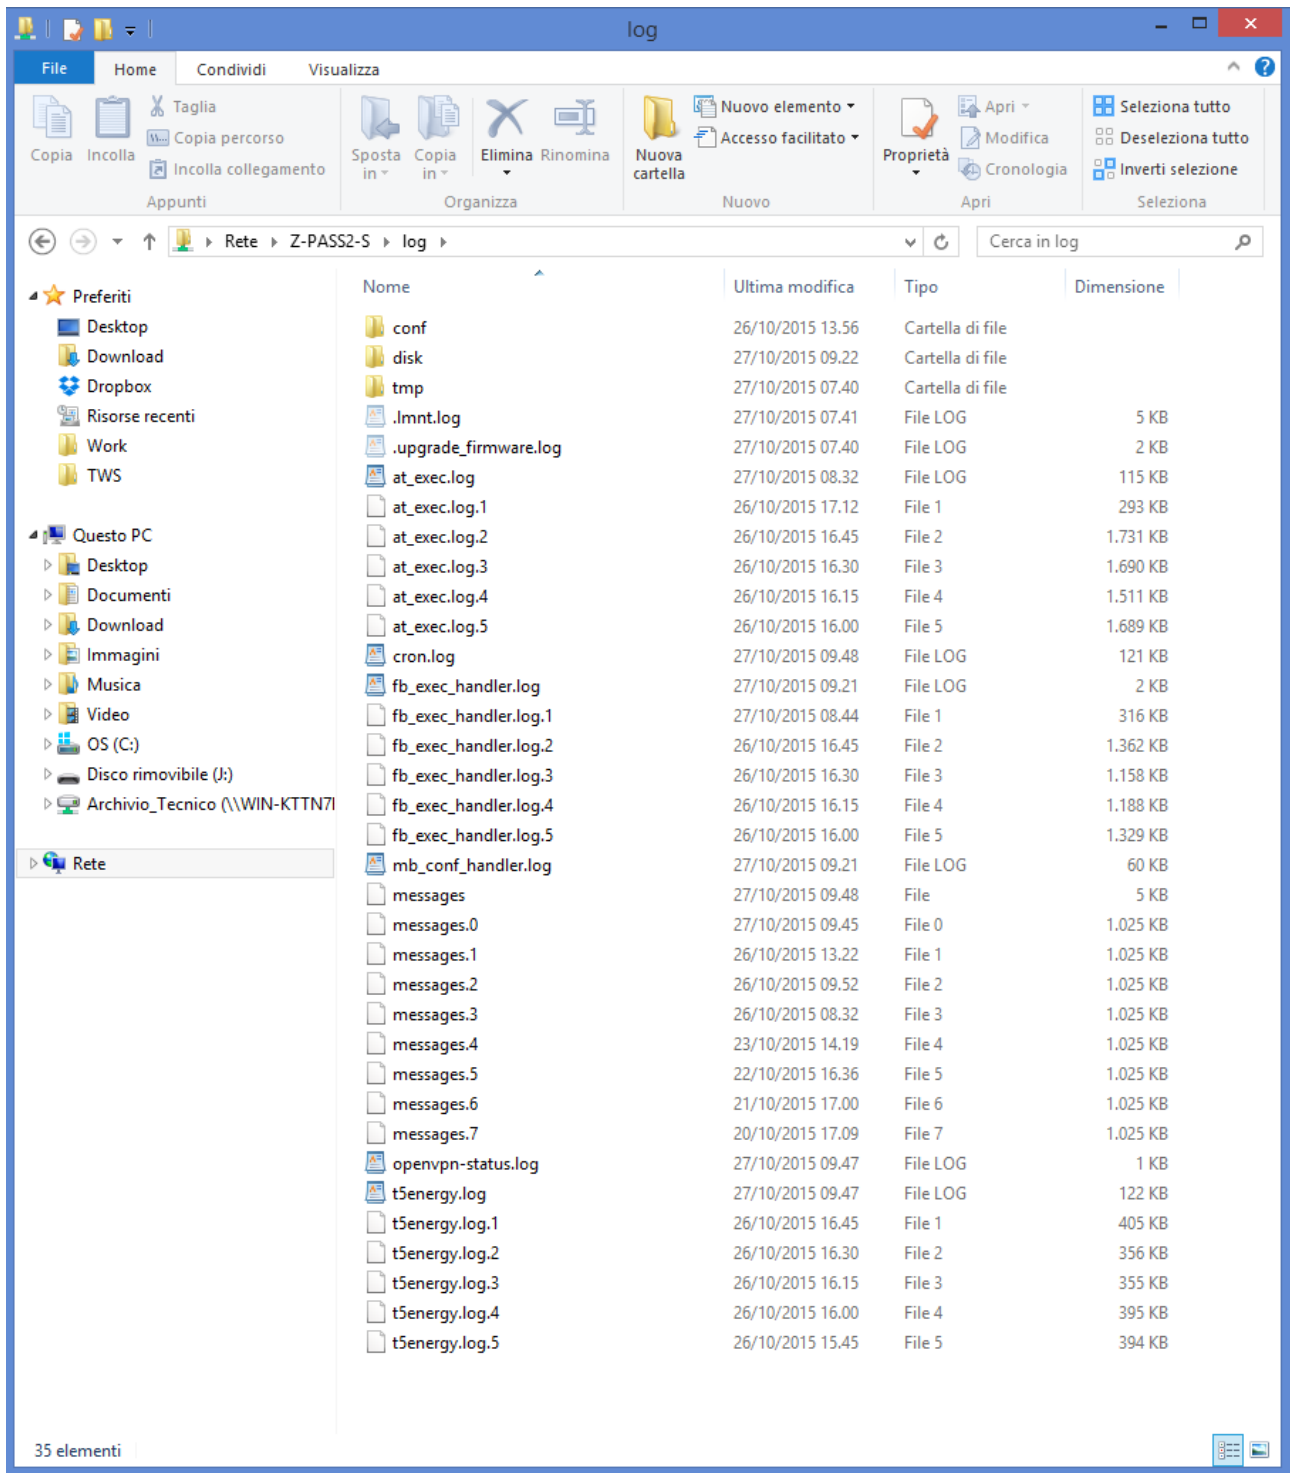 log
File Home Condividi Visualizza
Copia Incolla Taglia Copia percorso Incolla collegamento
Sposta in Copia in Elimina Rinomina
Nuova cartella Nuovo elemento Accesso facilitato
Proprietà Apri Modifica Cronologia
Seleziona tutto Deseleziona tutto Inverti selezione
Appunti Organizza Nuovo Apri Seleziona
Rete Z-PASS2-S log Cerca in log
Preferiti
Desktop
Download
Dropbox
Risorse recenti
Work
TWS
Questo PC
Desktop
Documenti
Download
Immagini
Musica
Video
OS (C:)
Disco rimovibile (J:)
Archivio_Tecnico (\\WIN-KTTN7
Rete
Nome Ultima modifica Tipo Dimensione
conf 26/10/2015 13.56 Cartella di file
disk 27/10/2015 09.22 Cartella di file
tmp 27/10/2015 07.40 Cartella di file
.lmnt.log 27/10/2015 07.41 File LOG 5 KB
.upgrade_firmware.log 27/10/2015 07.40 File LOG 2 KB
at_exec.log 27/10/2015 08.32 File LOG 115 KB
at_exec.log.1 26/10/2015 17.12 File 1 293 KB
at_exec.log.2 26/10/2015 16.45 File 2 1.731 KB
at_exec.log.3 26/10/2015 16.30 File 3 1.690 KB
at_exec.log.4 26/10/2015 16.15 File 4 1.511 KB
at_exec.log.5 26/10/2015 16.00 File 5 1.689 KB
cron.log 27/10/2015 09.48 File LOG 121 KB
fb_exec_handler.log 27/10/2015 09.21 File LOG 2 KB
fb_exec_handler.log.1 27/10/2015 08.44 File 1 316 KB
fb_exec_handler.log.2 26/10/2015 16.45 File 2 1.362 KB
fb_exec_handler.log.3 26/10/2015 16.30 File 3 1.158 KB
fb_exec_handler.log.4 26/10/2015 16.15 File 4 1.188 KB
fb_exec_handler.log.5 26/10/2015 16.00 File 5 1.329 KB
mb_conf_handler.log 27/10/2015 09.21 File LOG 60 KB
messages 27/10/2015 09.48 File 5 KB
messages.0 27/10/2015 09.45 File 0 1.025 KB
messages.1 26/10/2015 13.22 File 1 1.025 KB
messages.2 26/10/2015 09.52 File 2 1.025 KB
messages.3 26/10/2015 08.32 File 3 1.025 KB
messages.4 23/10/2015 14.19 File 4 1.025 KB
messages.5 22/10/2015 16.36 File 5 1.025 KB
messages.6 21/10/2015 17.00 File 6 1.025 KB
messages.7 20/10/2015 17.09 File 7 1.025 KB
openvpn-status.log 27/10/2015 09.47 File LOG 1 KB
t5energy.log 27/10/2015 09.47 File LOG 122 KB
t5energy.log.1 26/10/2015 16.45 File 1 405 KB
t5energy.log.2 26/10/2015 16.30 File 2 356 KB
t5energy.log.3 26/10/2015 16.15 File 3 355 KB
t5energy.log.4 26/10/2015 16.00 File 4 395 KB
t5energy.log.5 26/10/2015 15.45 File 5 394 KB
35 elementi